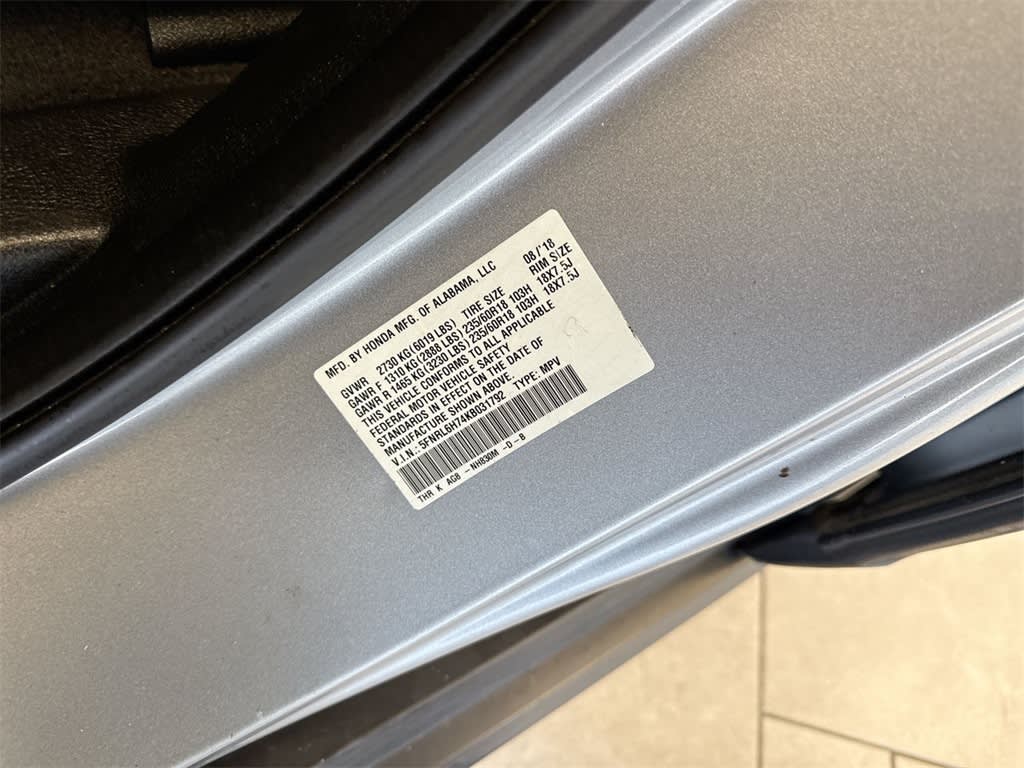 MFD. BY HONDA MFG. OF ALABAMA, LLC 08/'18
GVWR 2730 KG(6019 LBS) TIRE SIZE RIM SIZE
GAWR F 1310 KG(2888 LBS)235/60R18 103H 18X7.5J
GAWR R 1465 KG(3230 LBS)235/60R18 103H 18X7.5J
THIS VEHICLE CONFORMS TO ALL APPLICABLE
FEDERAL MOTOR VEHICLE SAFETY
STANDARDS IN EFFECT ON THE DATE OF
MANUFACTURE SHOWN ABOVE.
V.I.N.: 5FNRL6H74KB031792 TYPE: MPV
THR K AG8 -NH830M -D-B